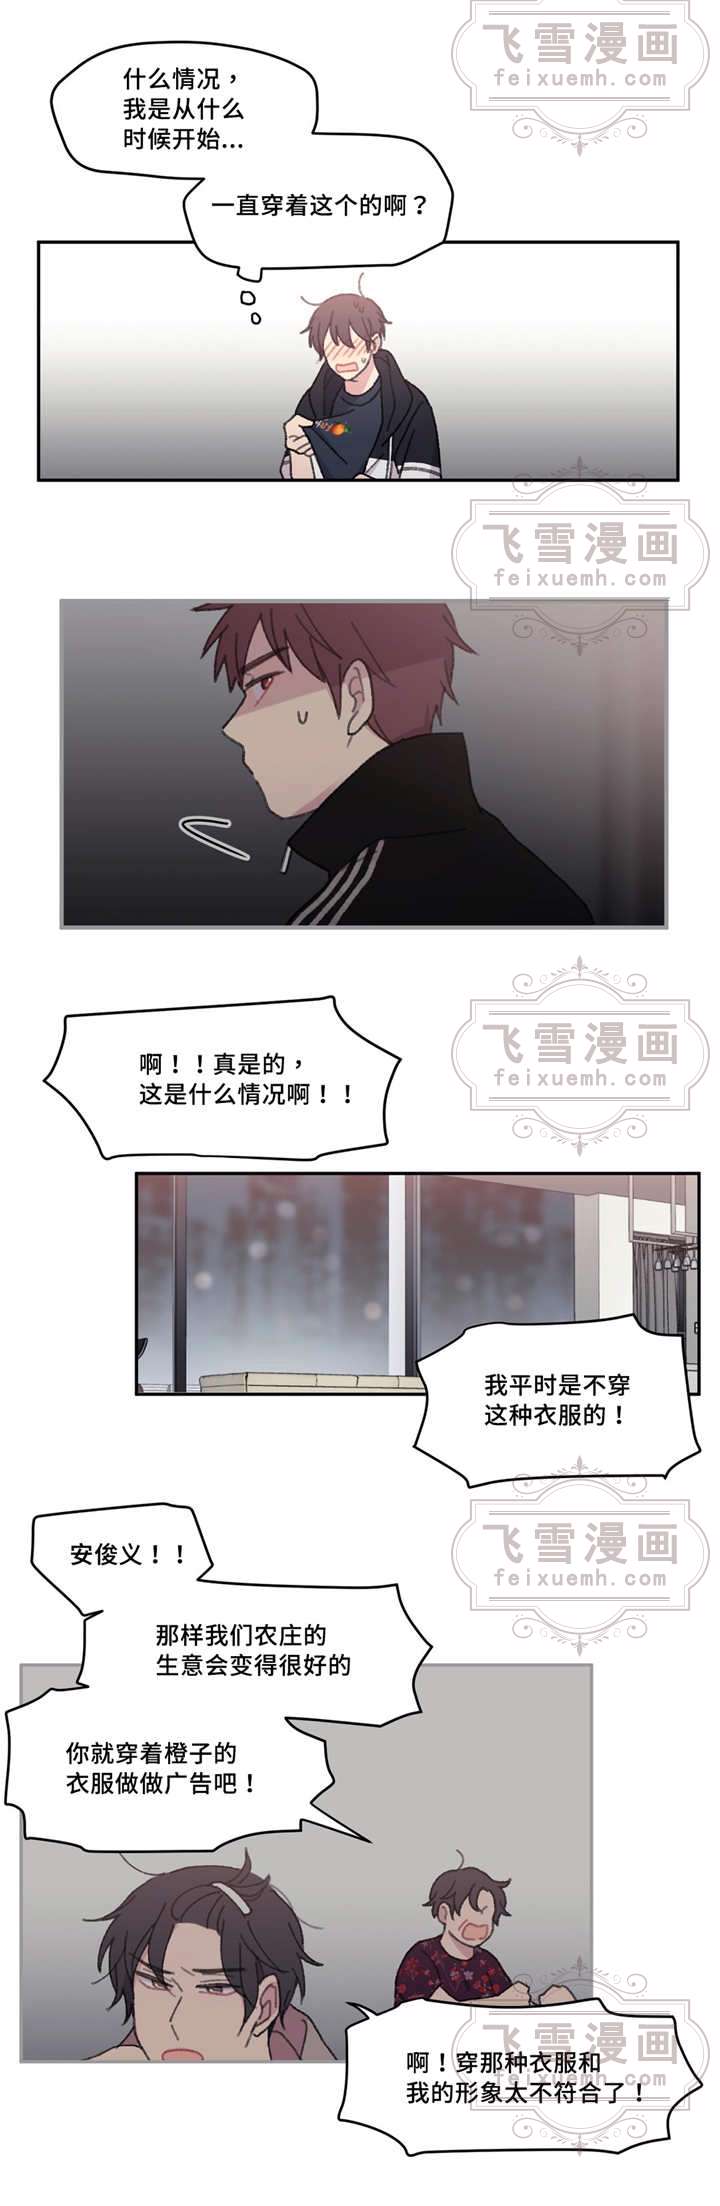 飞雪漫画
feixuemh.com
什么情况，
我是从什么
时候开始...
一直穿着这个的啊？
飞雪漫画
feixuemh.com
飞雪漫画
feixuemh.com
啊！！真是的，
这是什么情况啊！！
我平时是不穿
这种衣服的！
飞雪漫画
feixuemh.com
安俊义！！
那样我们农庄的
生意会变得很好的
你就穿着橙子的
衣服做做广告吧！
飞雪漫画
feixuemh.com
啊！穿那种衣服和
我的形象太不符合了！